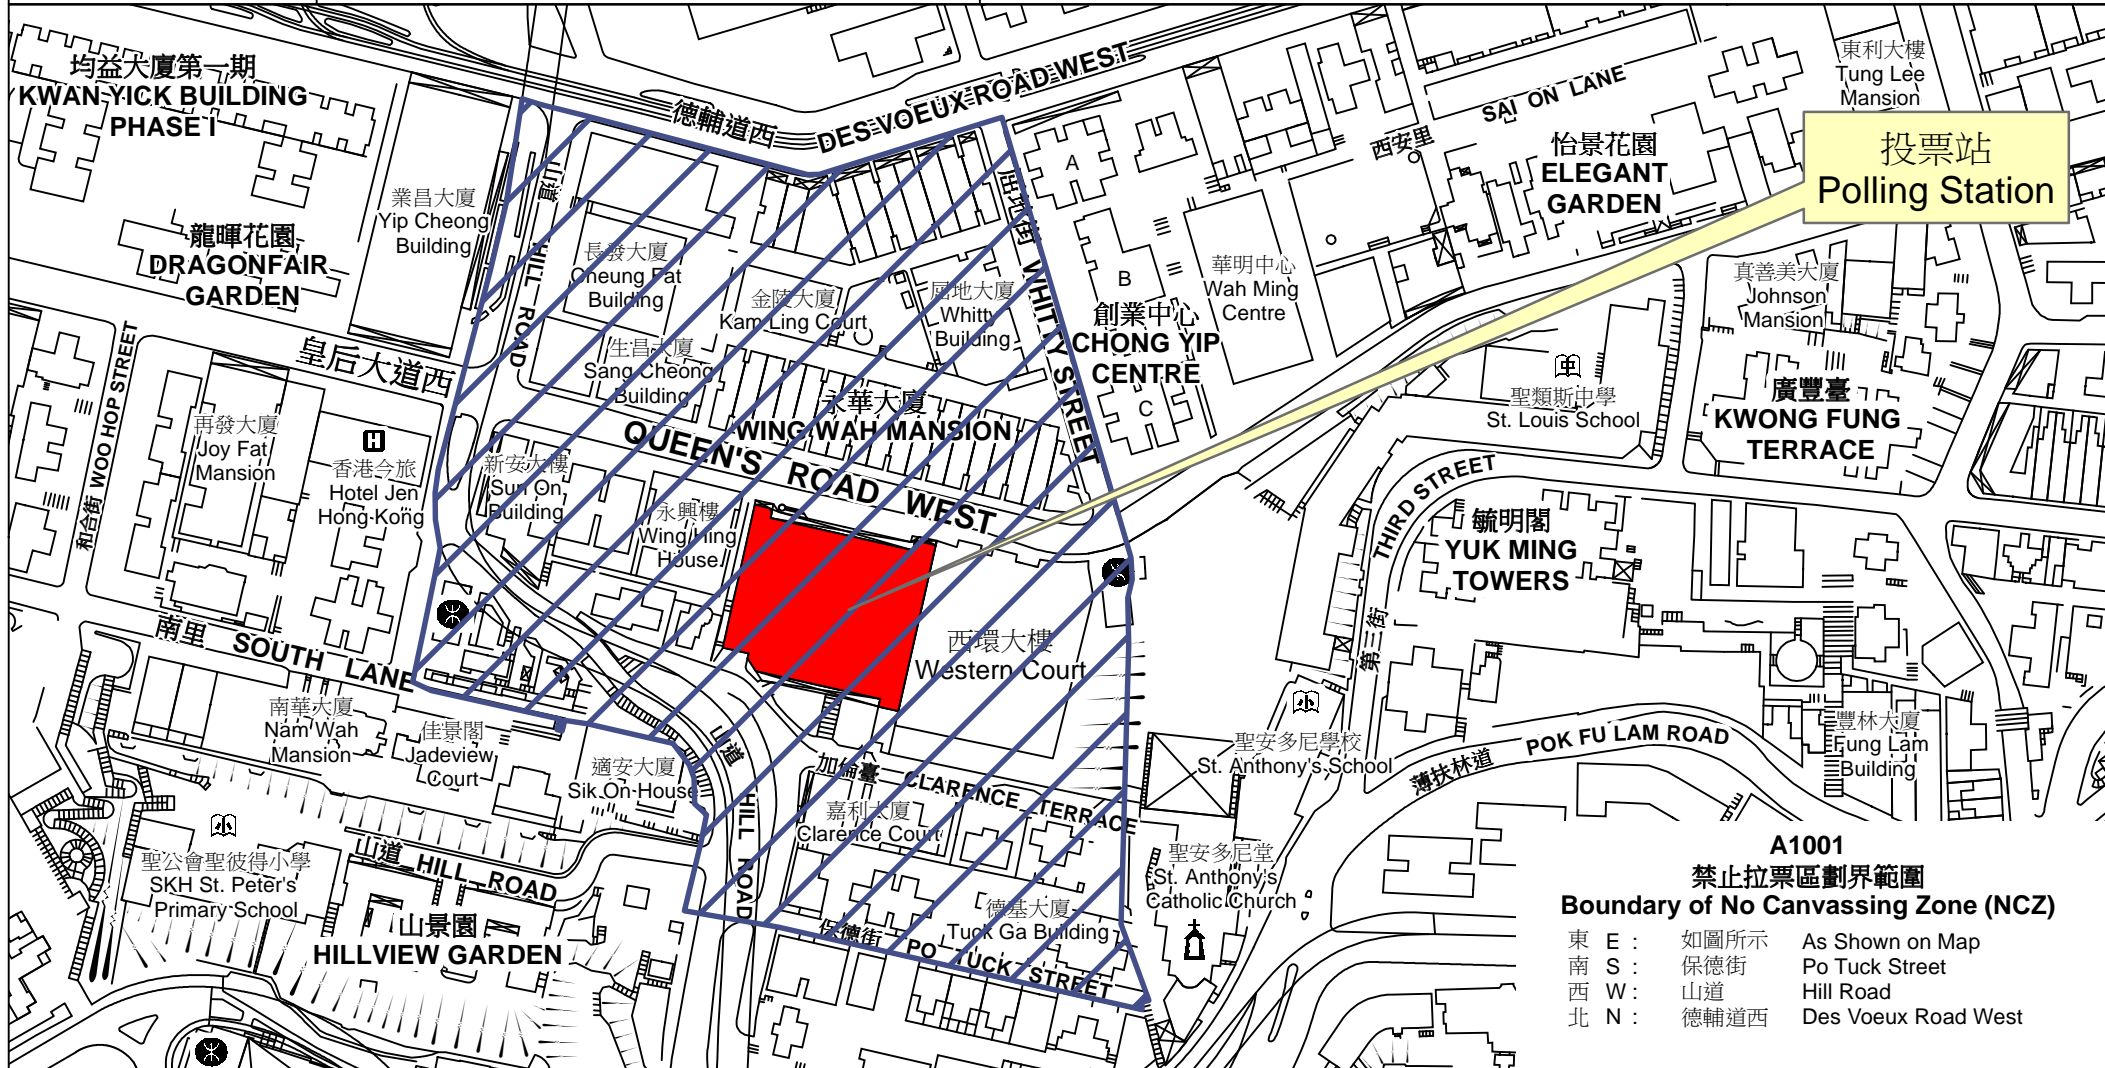 均益大廈第一期
KWAN YICK BUILDING
PHASE I
德輔道西 DES VOEUX ROAD WEST
東利大樓
Tung Lee
Mansion
SAI ON LANE
西安里
怡景花園
ELEGANT
GARDEN
投票站
Polling Station
業昌大廈
Yip Cheong
Building
山道 HILL ROAD
龍暉花園
DRAGONFAIR
GARDEN
長發大廈
Cheung Fat
Building
金陵大廈
Kam Ling Court
屈地大廈
Whitty
Building
屈地街 WHITTY STREET
A
B
C
創業中心
CHONG YIP
CENTRE
華明中心
Wah Ming
Centre
真善美大廈
Johnson
Mansion
皇后大道西 QUEEN'S ROAD WEST
生昌大廈
Sang Cheong
Building
永華大廈
WING WAH MANSION
中
聖類斯中學
St. Louis School
廣豐臺
KWONG FUNG
TERRACE
和合街 WOO HOP STREET
再發大廈
Joy Fat
Mansion
H
香港今旅
Hotel Jen
Hong Kong
新安大樓
Sun On
Building
永興樓
Wing Hing
House
第三街 THIRD STREET
毓明閣
YUK MING
TOWERS
西環大樓
Western Court
南里 SOUTH LANE
南華大廈
Nam Wah
Mansion
佳景閣
Jadeview
Court
適安大廈
Sik On House
山道 HILL ROAD
加倫臺 CLARENCE TERRACE
嘉利大廈
Clarence Court
小
聖安多尼學校
St. Anthony's School
薄扶林道 POK FU LAM ROAD
豐林大廈
Fung Lam
Building
小
聖公會聖彼得小學
SKH St. Peter's
Primary School
山道 HILL ROAD
山景園
HILLVIEW GARDEN
聖安多尼堂
St. Anthony's
Catholic Church
德基大廈
Tuck Ga Building
保德街 PO TUCK STREET
A1001
禁止拉票區劃界範圍
Boundary of No Canvassing Zone (NCZ)
東 E : 如圖所示 As Shown on Map
南 S : 保德街 Po Tuck Street
西 W : 山道 Hill Road
北 N : 德輔道西 Des Voeux Road West